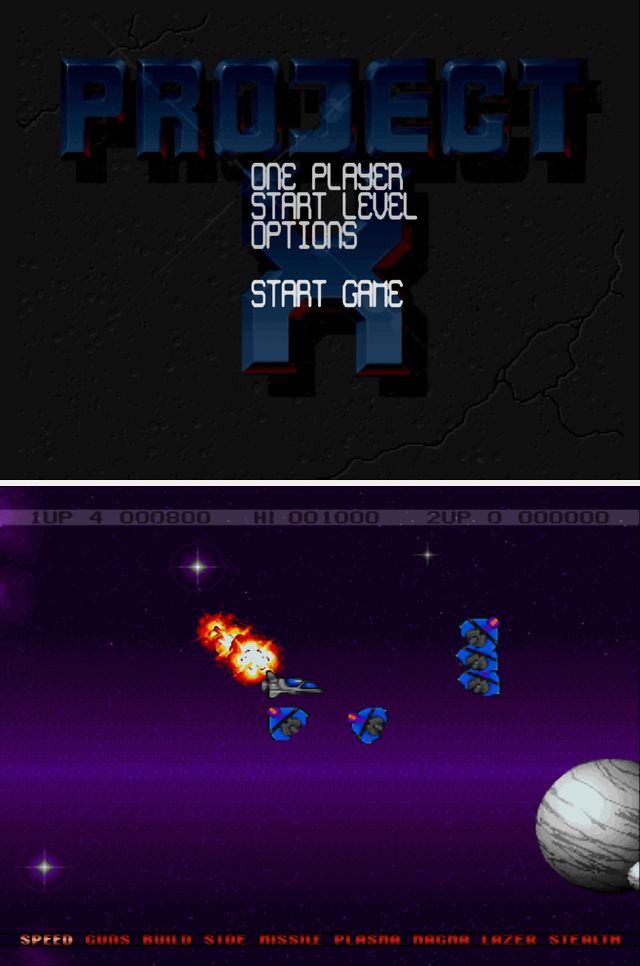 PROJECT
X
ONE PLAYER
START LEVEL
OPTIONS
START GAME
1UP 4 000800 HI 001000 2UP 0 000000
SPEED GUNS BUILD SIDE MISSILE PLASMA MAGMA LAZER STEALTH